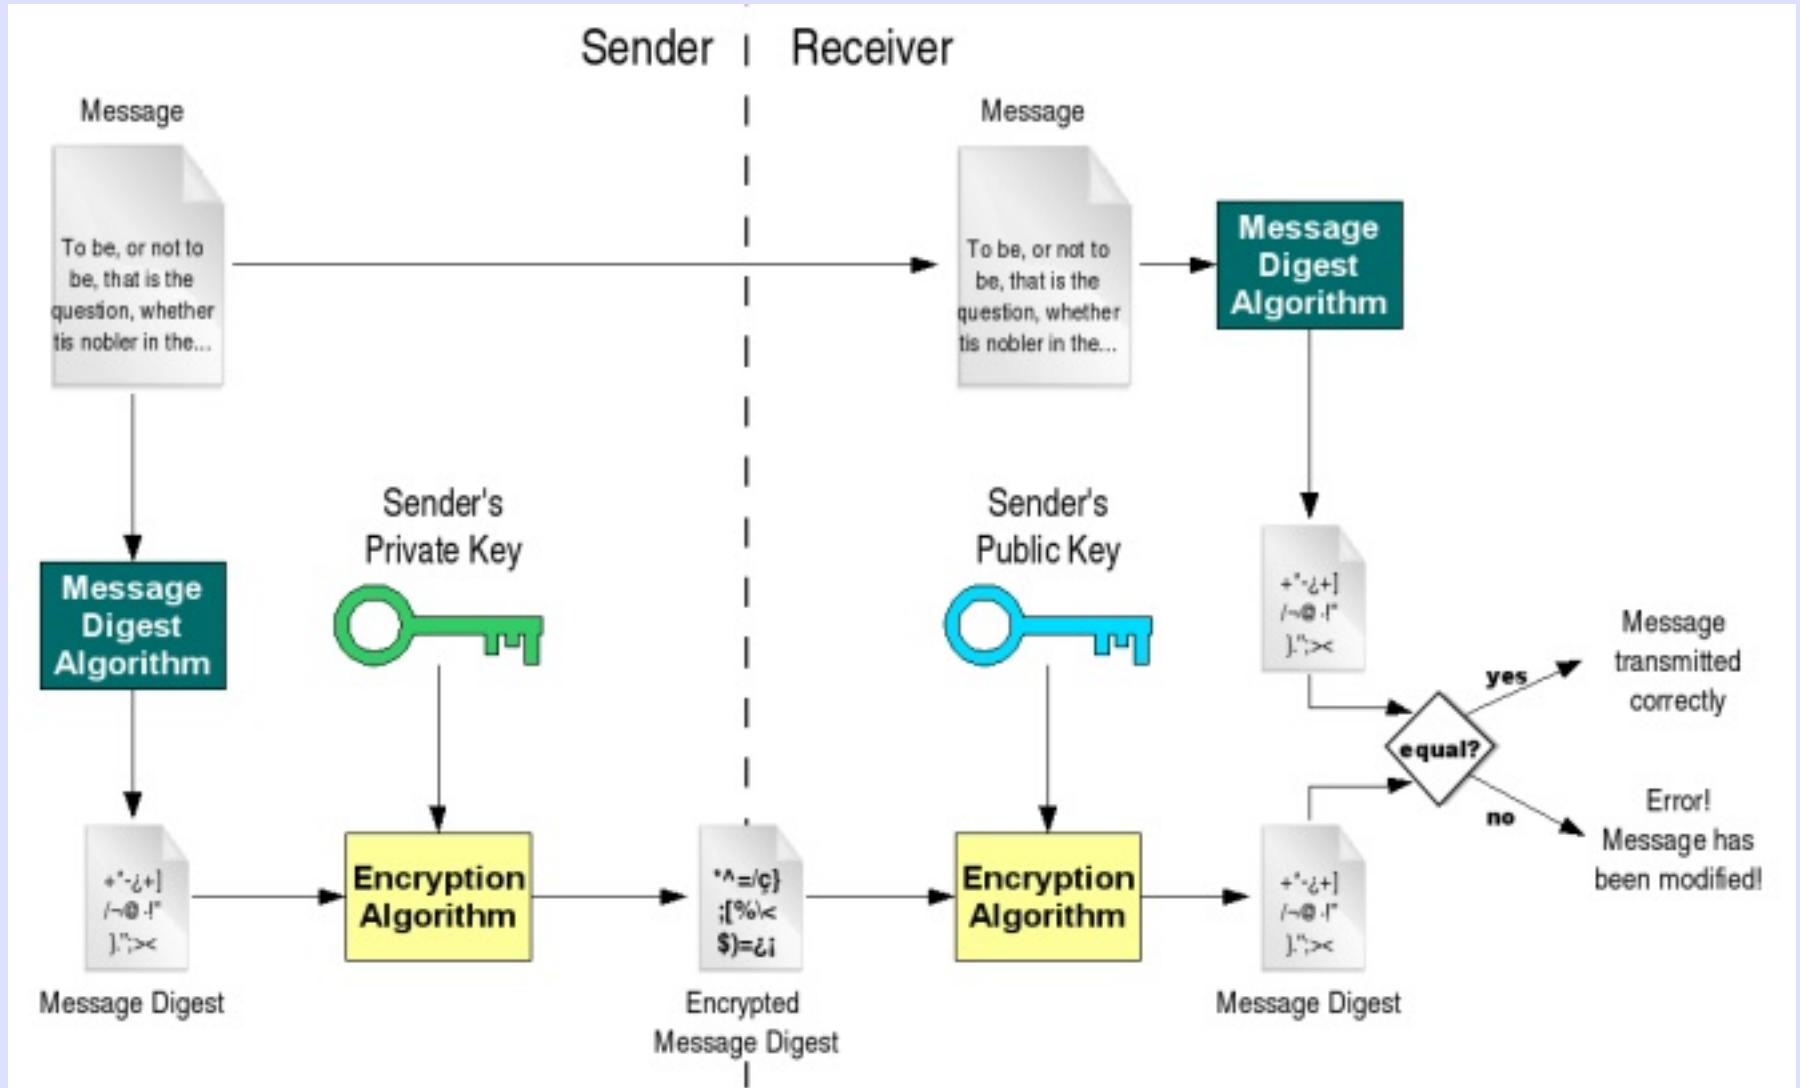 Sender
Receiver
Message
To be, or not to
be, that is the
question, whether
tis nobler in the...
Message
To be, or not to
be, that is the
question, whether
tis nobler in the...
Message
Digest
Algorithm
Sender's
Private Key
Sender's
Public Key
Message
Digest
Algorithm
+*-¿+]
/¬@·!"
].";><
yes
Message
transmitted
correctly
equal?
no
Error!
Message has
been modified!
+*-¿+]
/¬@·!"
].";><
Message Digest
Encryption
Algorithm
*^=/ç}
;[%\<
$)=¿¡
Encrypted
Message Digest
Encryption
Algorithm
+*-¿+]
/¬@·!"
].";><
Message Digest